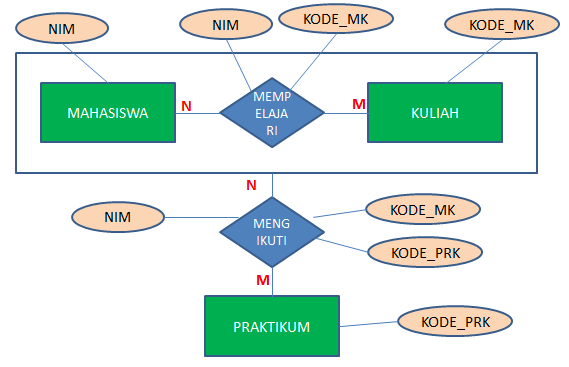 NIM
NIM
KODE_MK
KODE_MK
MAHASISWA
N
MEMP
ELAJA
RI
M
KULIAH
N
NIM
MENG
IKUTI
KODE_MK
KODE_PRK
M
PRAKTIKUM
KODE_PRK